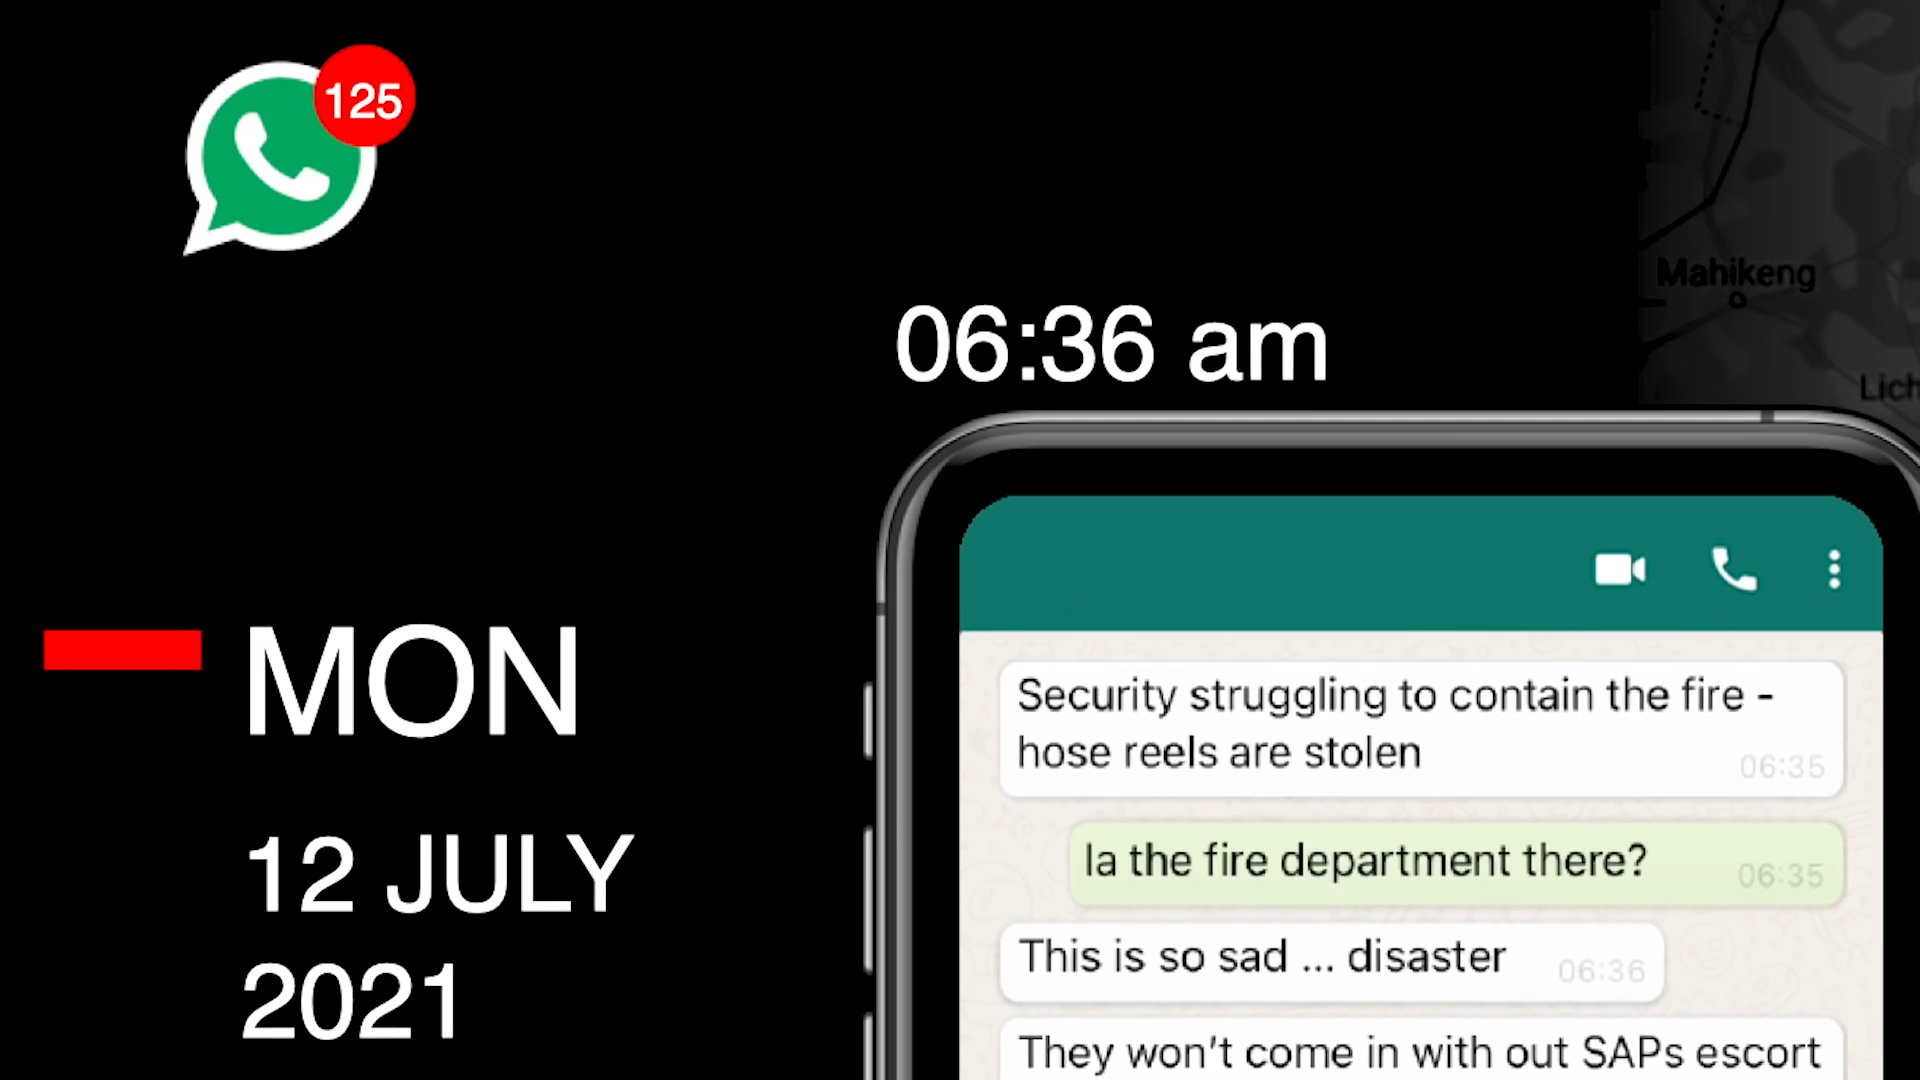 125
Mahikeng
06:36 am
Lich
MON
12 JULY
2021
Security struggling to contain the fire -
hose reels are stolen
06:35
Ia the fire department there?
06:35
This is so sad ... disaster
06:36
They won't come in with out SAPs escort